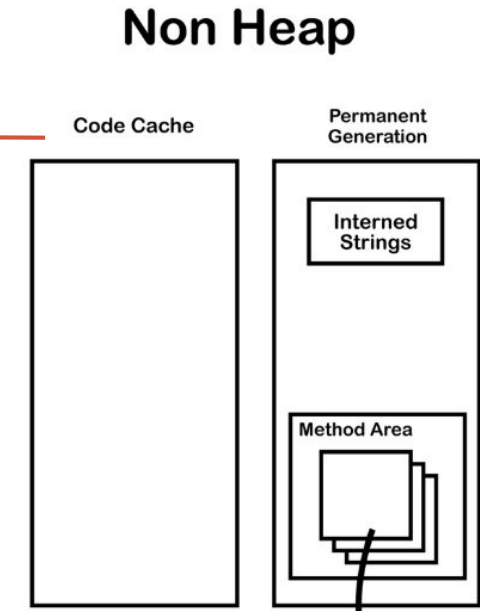 Non Heap
Code Cache
Permanent
Generation
Interned
Strings
Method Area